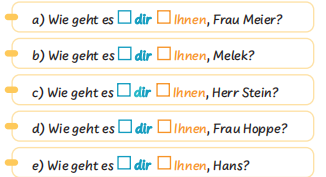 a) Wie geht es ☐ dir ☐ Ihnen, Frau Meier?
b) Wie geht es ☐ dir ☐ Ihnen, Melek?
c) Wie geht es ☐ dir ☐ Ihnen, Herr Stein?
d) Wie geht es ☐ dir ☐ Ihnen, Frau Hoppe?
e) Wie geht es ☐ dir ☐ Ihnen, Hans?